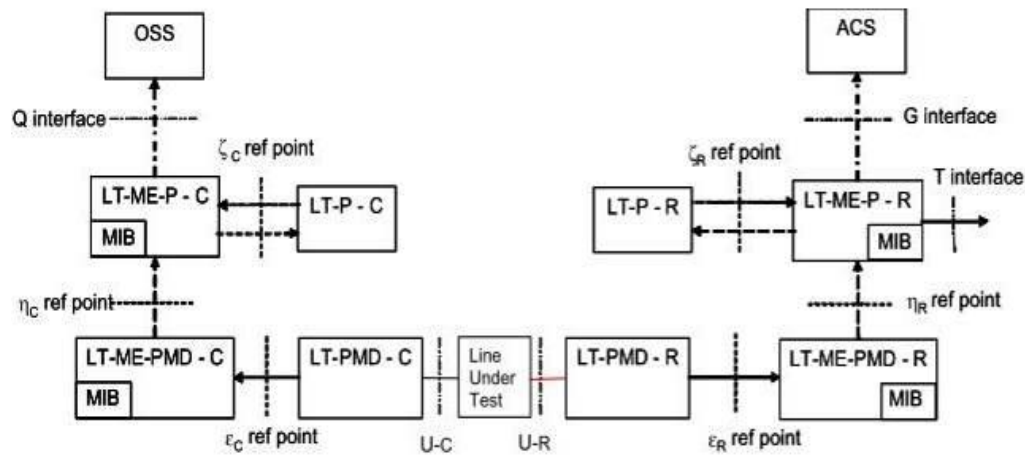 OSS
ACS
Q interface
G interface
ζC ref point
ζR ref point
T interface
LT-ME-P - C
LT-P - C
LT-P - R
LT-ME-P - R
MIB
MIB
ηC ref point
ηR ref point
LT-ME-PMD - C
LT-PMD - C
Line
Under
Test
LT-PMD - R
LT-ME-PMD - R
MIB
MIB
εC ref point
U-C
U-R
εR ref point